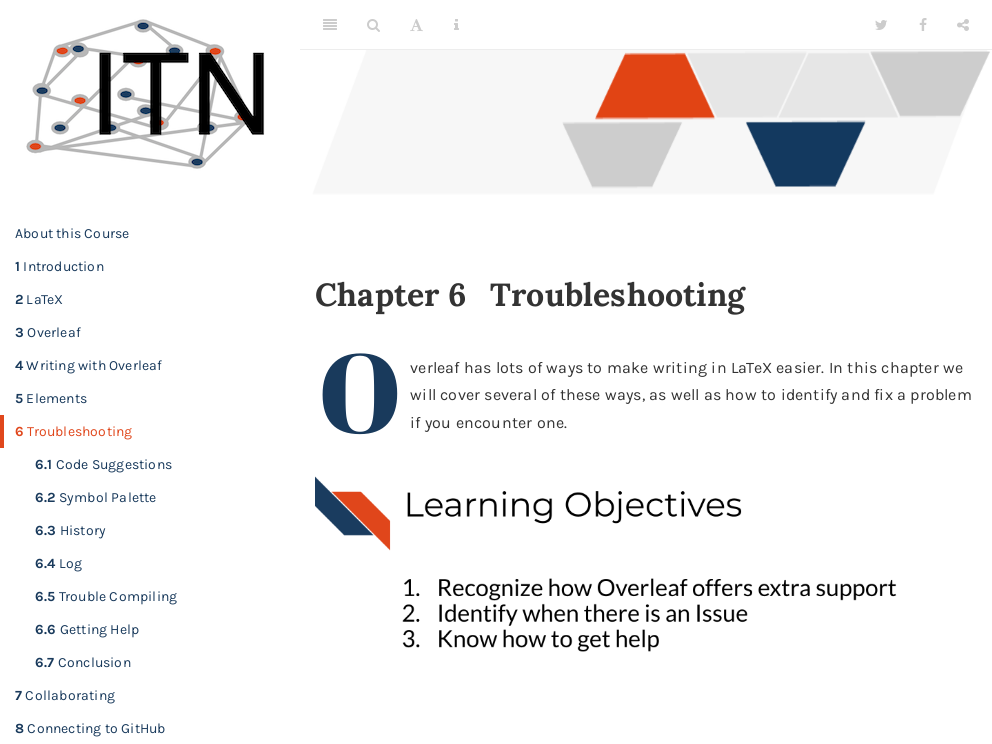 ITN
About this Course
1 Introduction
2 LaTeX
3 Overleaf
4 Writing with Overleaf
5 Elements
6 Troubleshooting
6.1 Code Suggestions
6.2 Symbol Palette
6.3 History
6.4 Log
6.5 Trouble Compiling
6.6 Getting Help
6.7 Conclusion
7 Collaborating
8 Connecting to GitHub
A
Chapter 6 Troubleshooting
Overleaf has lots of ways to make writing in LaTeX easier. In this chapter we
will cover several of these ways, as well as how to identify and fix a problem
if you encounter one.
Learning Objectives
1. Recognize how Overleaf offers extra support
2. Identify when there is an Issue
3. Know how to get help